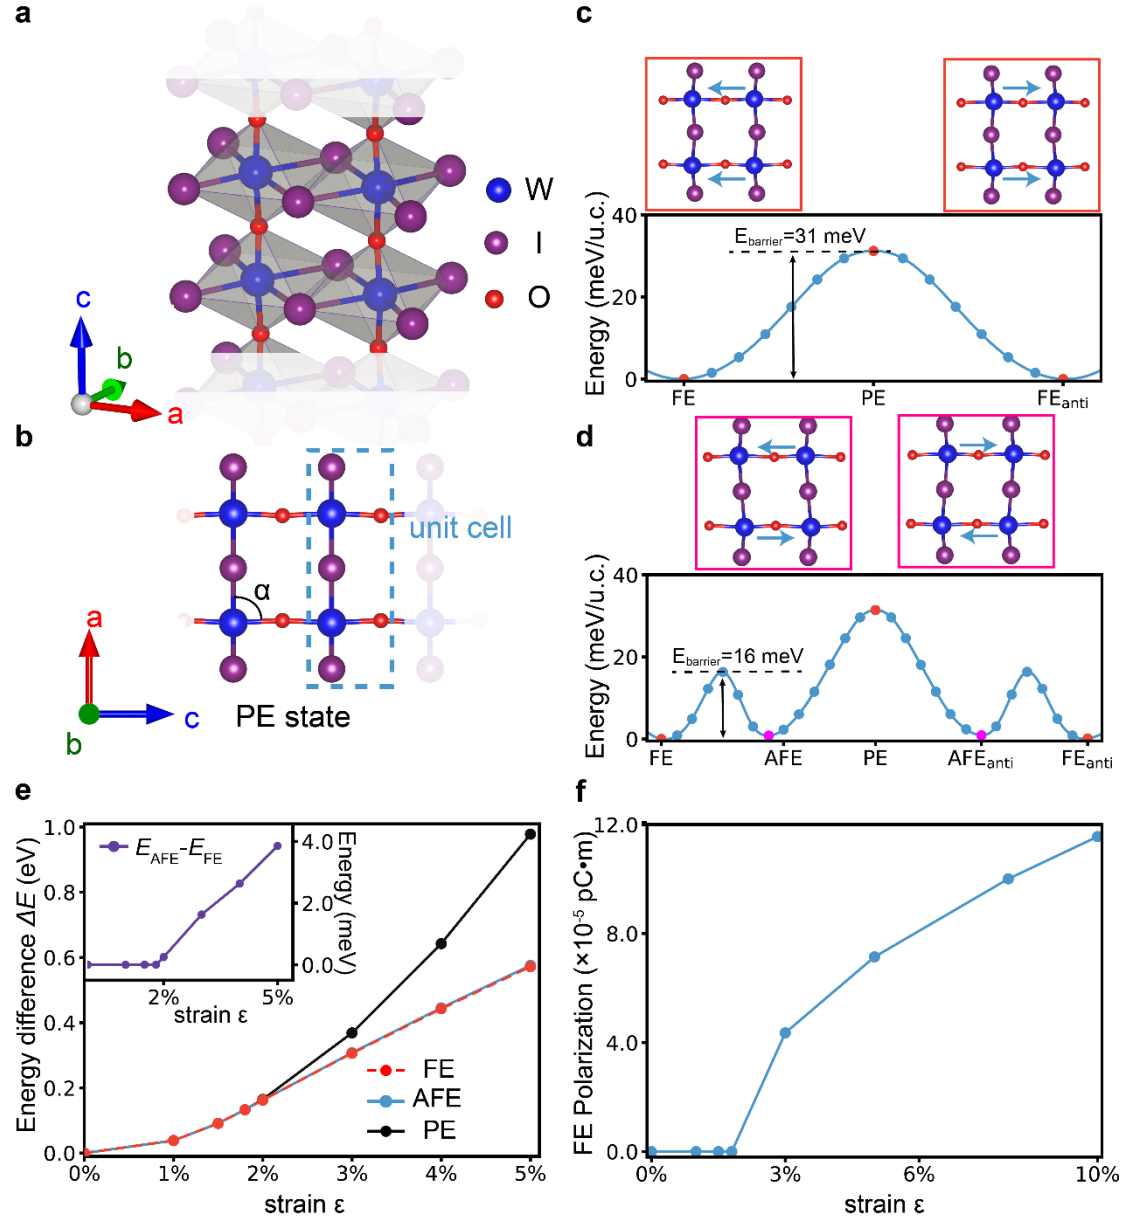 a
W
I
O
c
b
a
b
unit cell
α
a
c
b
PE state
c
Energy (meV/u.c.)
40
20
0
E_barrier=31 meV
FE
PE
FE_anti
d
Energy (meV/u.c.)
40
20
0
E_barrier=16 meV
FE
AFE
PE
AFE_anti
FE_anti
e
Energy difference ΔE (eV)
1.0
0.8
0.6
0.4
0.2
0.0
E_AFE-E_FE
4.0
2.0
0.0
Energy (meV)
2%
5%
strain ε
FE
AFE
PE
0%
1%
2%
3%
4%
5%
strain ε
f
FE Polarization (×10⁻⁵ pC•m)
12.0
8.0
4.0
0.0
0%
3%
6%
10%
strain ε